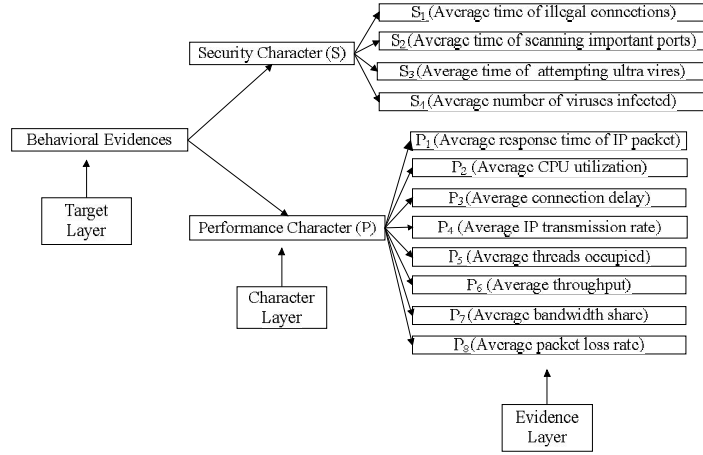 S₁ (Average time of illegal connections)
S₂ (Average time of scanning important ports)
Security Character (S)
S₃ (Average time of attempting ultra vires)
S₄ (Average number of viruses infected)
Behavioral Evidences
P₁ (Average response time of IP packet)
P₂ (Average CPU utilization)
P₃ (Average connection delay)
Target
Layer
Performance Character (P)
P₄ (Average IP transmission rate)
P₅ (Average threads occupied)
P₆ (Average throughput)
Character
Layer
P₇ (Average bandwidth share)
P₈ (Average packet loss rate)
Evidence
Layer